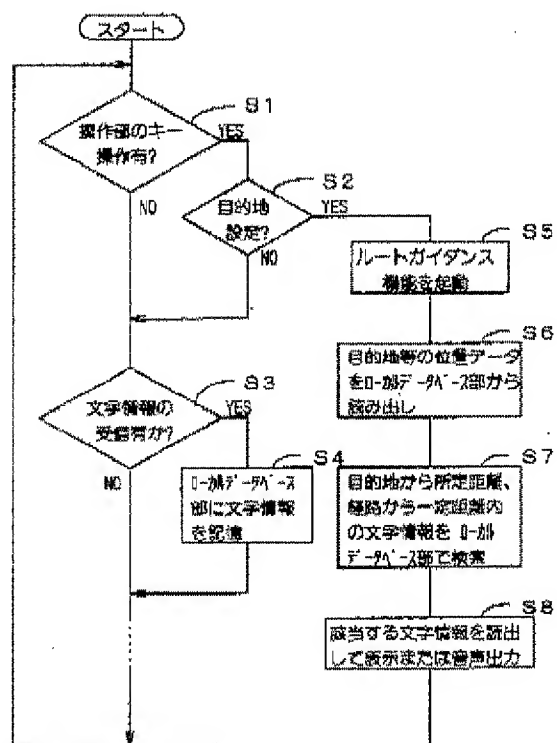 スタート
S1
操作部のキー
操作有?
YES
NO
S2
目的地
設定?
YES
NO
S5
ルートガイダンス
機能を起動
S6
目的地等の位置データ
をローカルデータベース部から
読み出し
S3
文字情報の
受信有か?
YES
NO
S4
ローカルデータベース
部に文字情報
を記憶
S7
目的地から所定距離、
経路から一定距離内
の文字情報を ローカル
データベース部で検索
S8
該当する文字情報を読出
して表示または音声出力